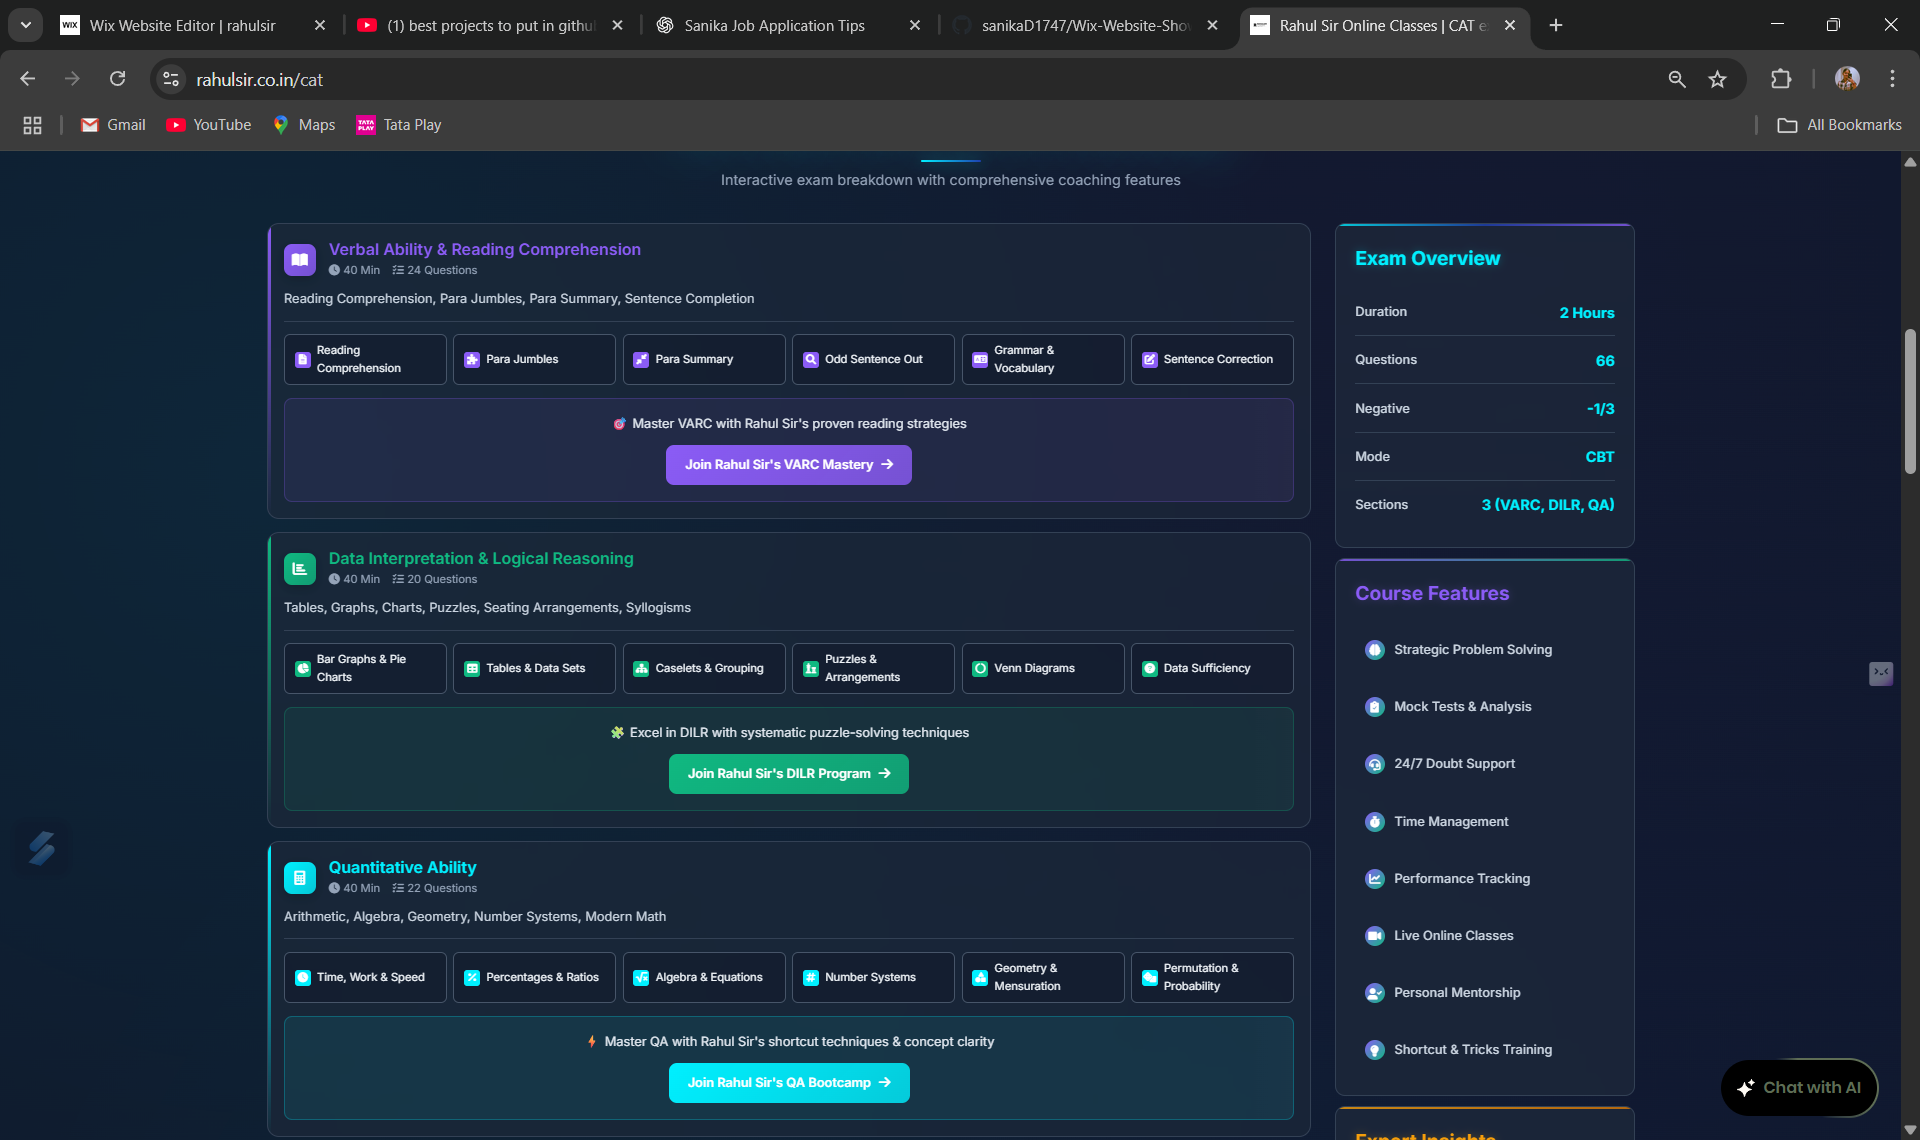 WIX Wix Website Editor | rahulsir
(1) best projects to put in githu
Sanika Job Application Tips
sanikaD1747/Wix-Website-Sho
Rahul Sir Online Classes | CAT e
rahulsir.co.in/cat
Gmail
YouTube
Maps
TATA PLAY Tata Play
All Bookmarks
Interactive exam breakdown with comprehensive coaching features
Verbal Ability & Reading Comprehension
40 Min 24 Questions
Reading Comprehension, Para Jumbles, Para Summary, Sentence Completion
Reading Comprehension
Para Jumbles
Para Summary
Odd Sentence Out
Grammar & Vocabulary
Sentence Correction
🎯 Master VARC with Rahul Sir's proven reading strategies
Join Rahul Sir's VARC Mastery →
Data Interpretation & Logical Reasoning
40 Min 20 Questions
Tables, Graphs, Charts, Puzzles, Seating Arrangements, Syllogisms
Bar Graphs & Pie Charts
Tables & Data Sets
Caselets & Grouping
Puzzles & Arrangements
Venn Diagrams
Data Sufficiency
🧩 Excel in DILR with systematic puzzle-solving techniques
Join Rahul Sir's DILR Program →
Quantitative Ability
40 Min 22 Questions
Arithmetic, Algebra, Geometry, Number Systems, Modern Math
Time, Work & Speed
Percentages & Ratios
Algebra & Equations
Number Systems
Geometry & Mensuration
Permutation & Probability
⚡ Master QA with Rahul Sir's shortcut techniques & concept clarity
Join Rahul Sir's QA Bootcamp →
Exam Overview
Duration 2 Hours
Questions 66
Negative -1/3
Mode CBT
Sections 3 (VARC, DILR, QA)
Course Features
Strategic Problem Solving
Mock Tests & Analysis
24/7 Doubt Support
Time Management
Performance Tracking
Live Online Classes
Personal Mentorship
Shortcut & Tricks Training
Expert Insights
Chat with AI